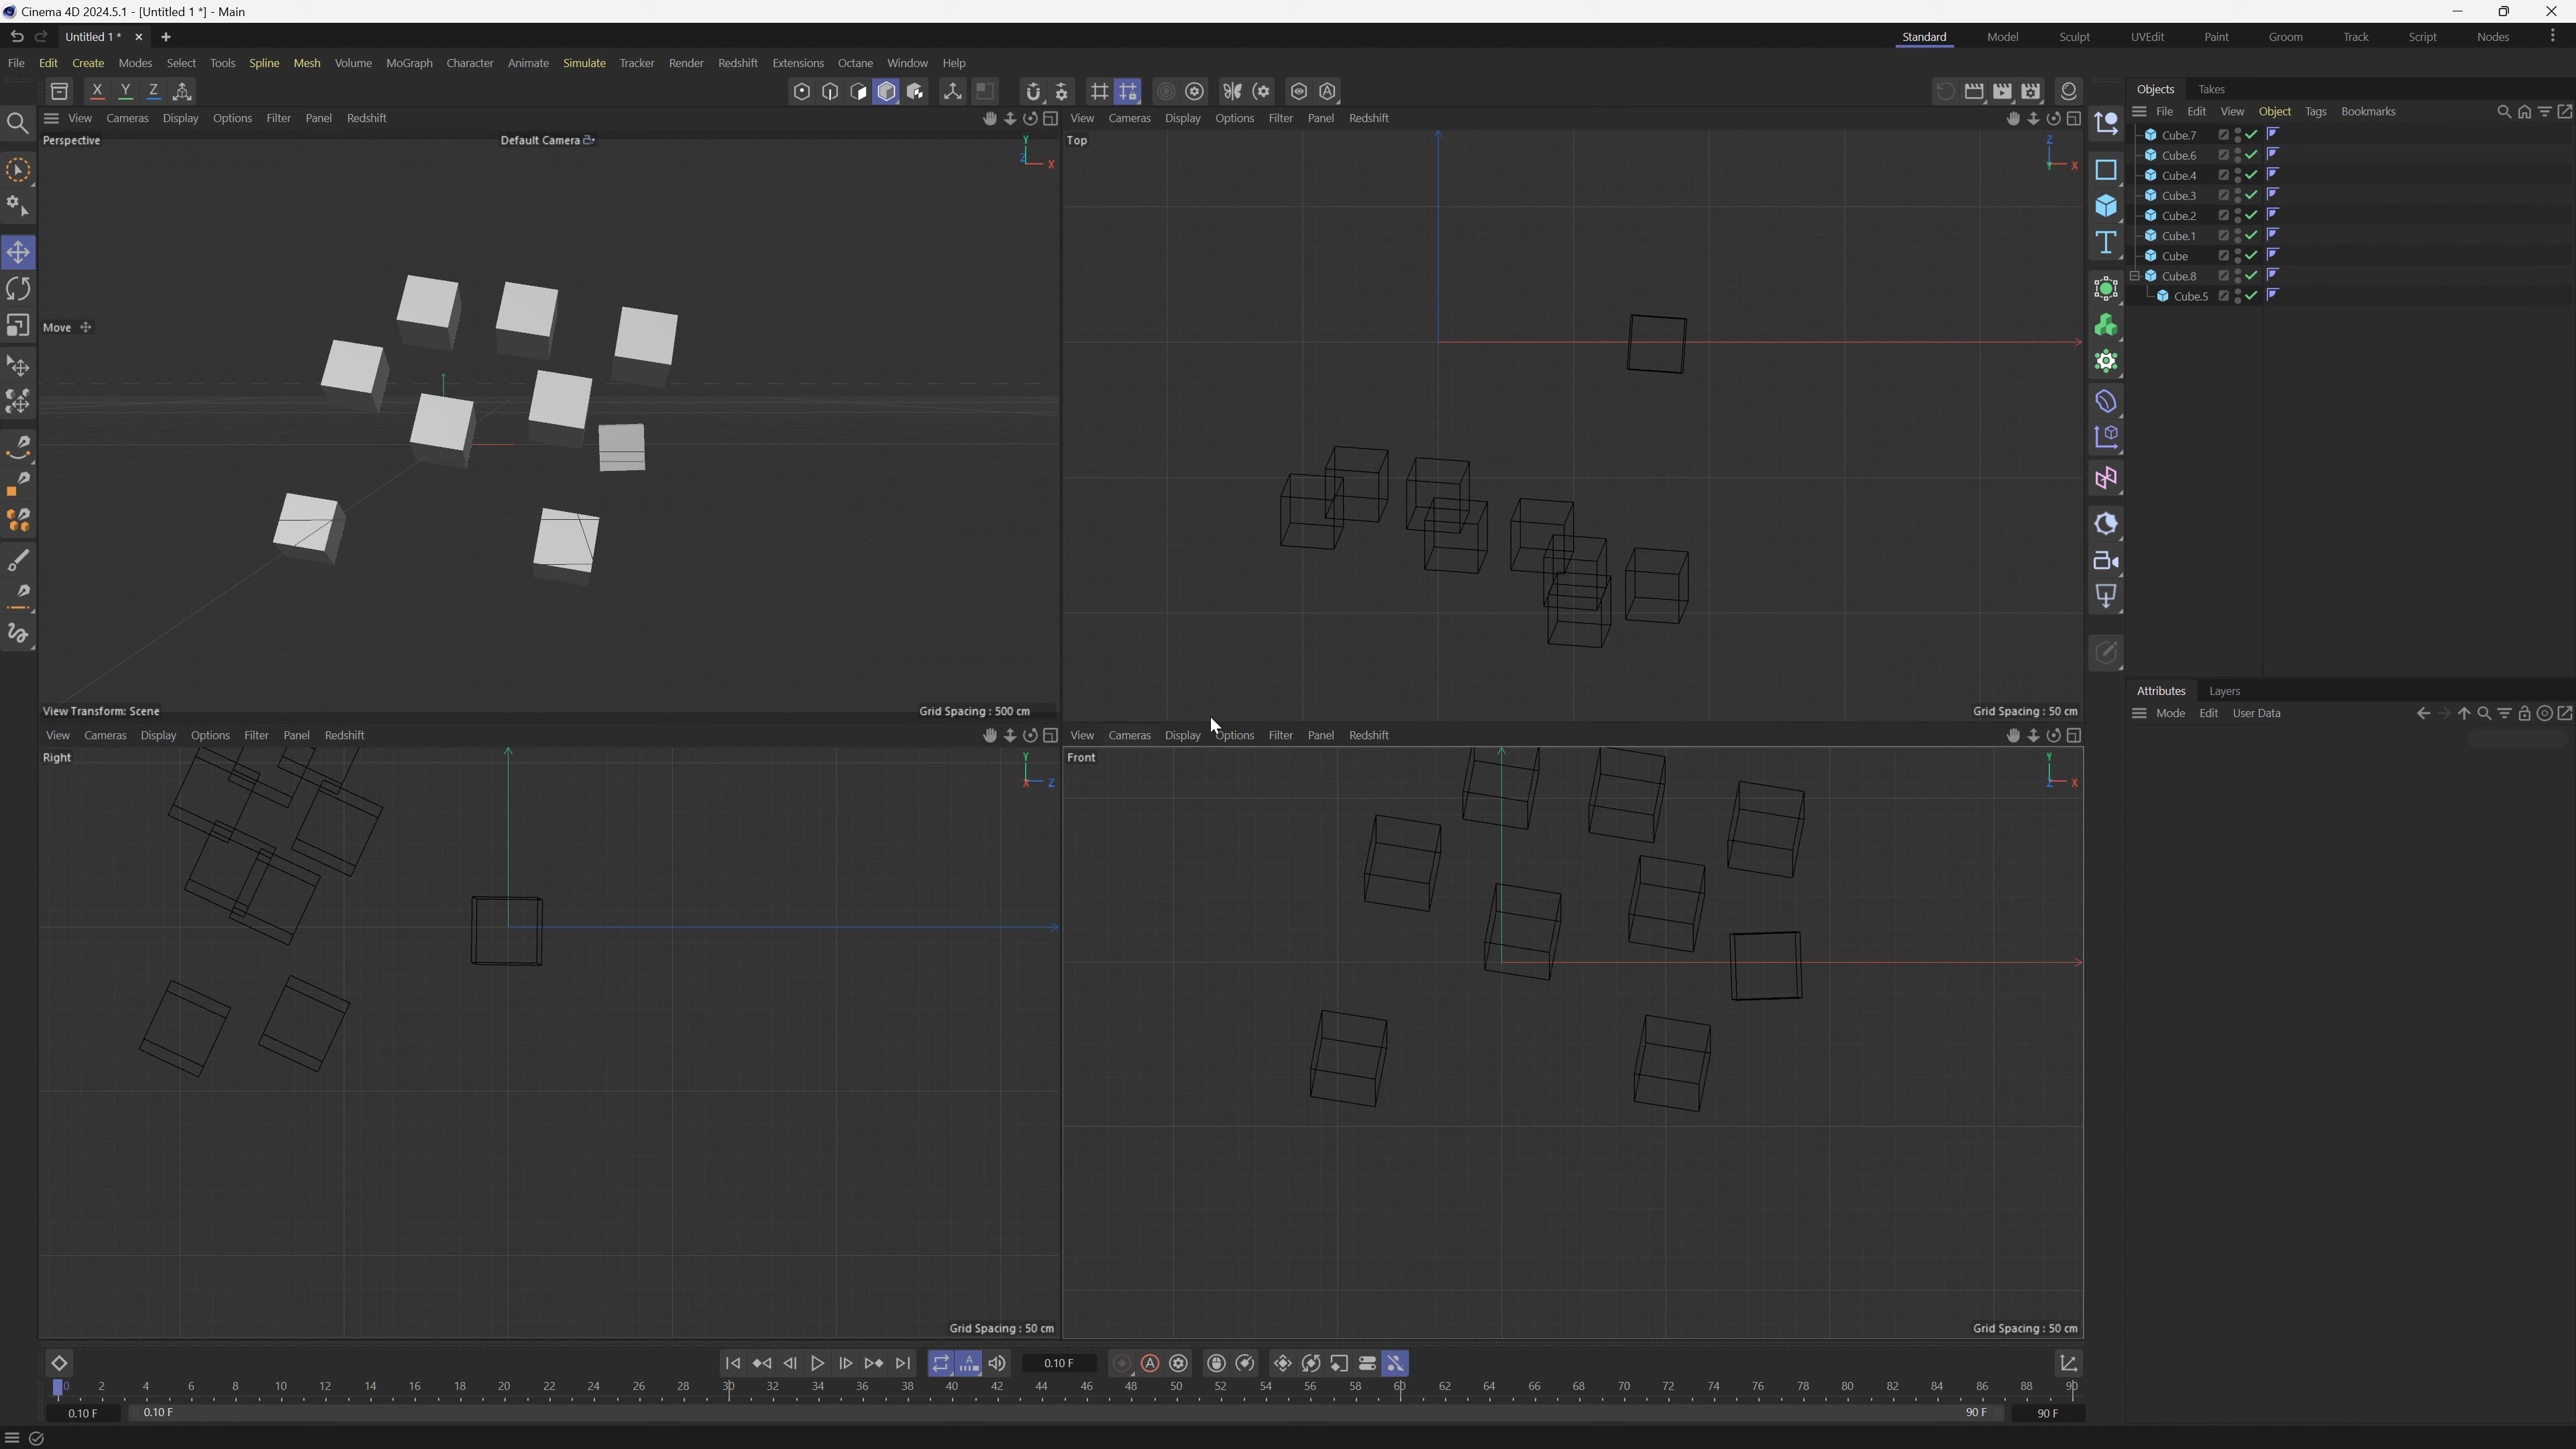 Cinema 4D 2024.5.1 - [Untitled 1 *] - Main
Untitled 1 *
Standard Model Sculpt UVEdit Paint Groom Track Script Nodes
File Edit Create Modes Select Tools Spline Mesh Volume MoGraph Character Animate Simulate Tracker Render Redshift Extensions Octane Window Help
X Y Z
Objects Takes
File Edit View Object Tags Bookmarks
View Cameras Display Options Filter Panel Redshift
Perspective
Default Camera
Y
Z
X
Move
View Transform: Scene
Grid Spacing : 500 cm
View Cameras Display Options Filter Panel Redshift
Top
Z
Y
X
Grid Spacing : 50 cm
Cube.7
Cube.6
Cube.4
Cube.3
Cube.2
Cube.1
Cube
Cube.8
Cube.5
Attributes Layers
Mode Edit User Data
View Cameras Display Options Filter Panel Redshift
Right
Y
X
Z
Grid Spacing : 50 cm
View Cameras Display Options Filter Panel Redshift
Front
Y
Z
X
Grid Spacing : 50 cm
0.10 F
0 2 4 6 8 10 12 14 16 18 20 22 24 26 28 30 32 34 36 38 40 42 44 46 48 50 52 54 56 58 60 62 64 66 68 70 72 74 76 78 80 82 84 86 88 90
0.10 F 0.10 F 90 F 90 F